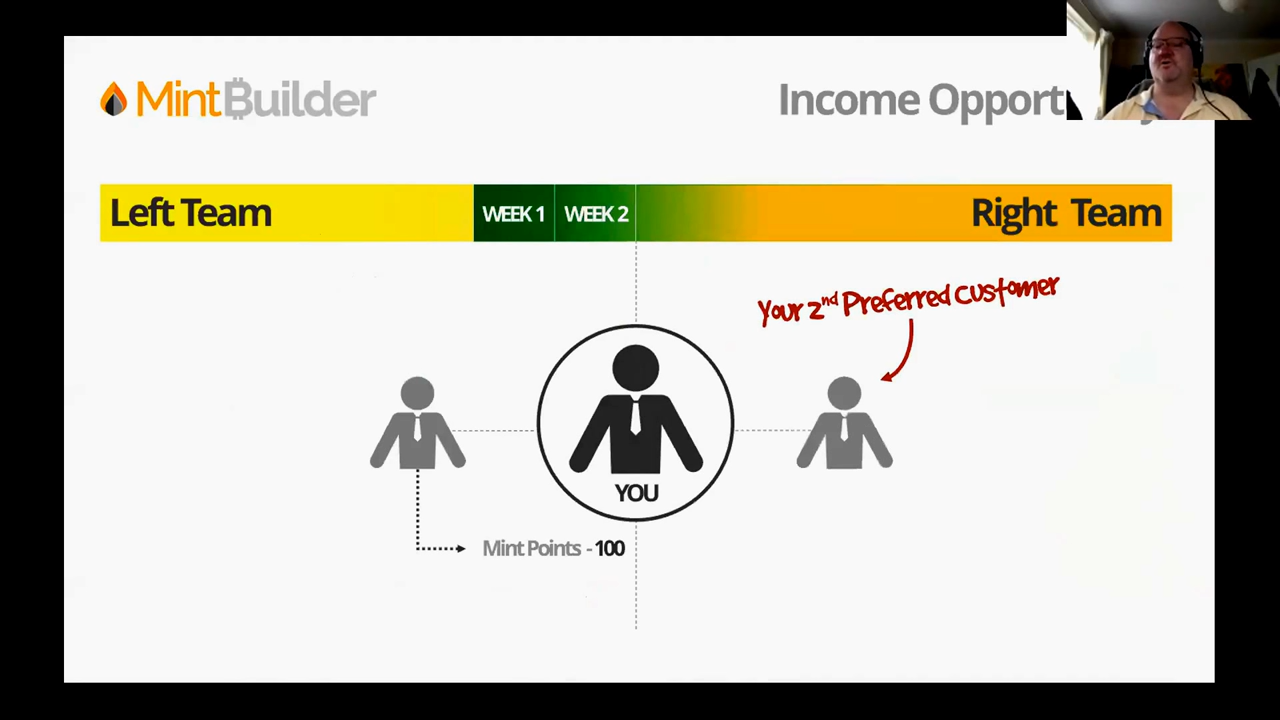 MintBuilder
Income Opport
Left Team
WEEK 1
WEEK 2
Right Team
Your 2nd Preferred customer
YOU
Mint Points - 100